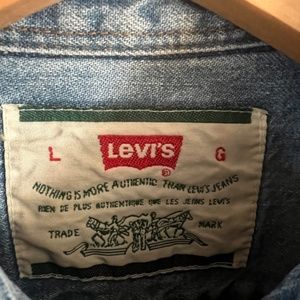 L LEVI'S ® G
NOTHING IS MORE AUTHENTIC THAN LEVI'S JEANS
RIEN DE PLUS AUTHENTIQUE QUE LES JEANS LEVI'S
TRADE MARK